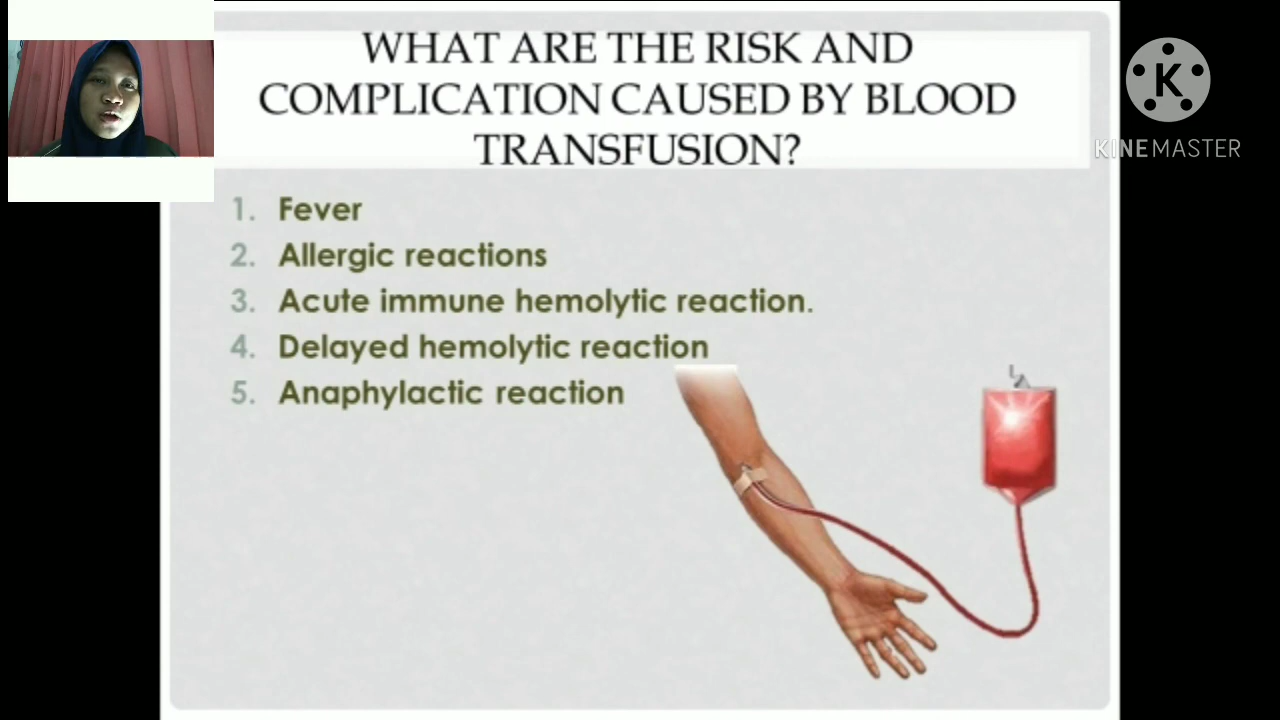 WHAT ARE THE RISK AND
COMPLICATION CAUSED BY BLOOD
TRANSFUSION?
1. Fever
2. Allergic reactions
3. Acute immune hemolytic reaction.
4. Delayed hemolytic reaction
5. Anaphylactic reaction
K
KINEMASTER